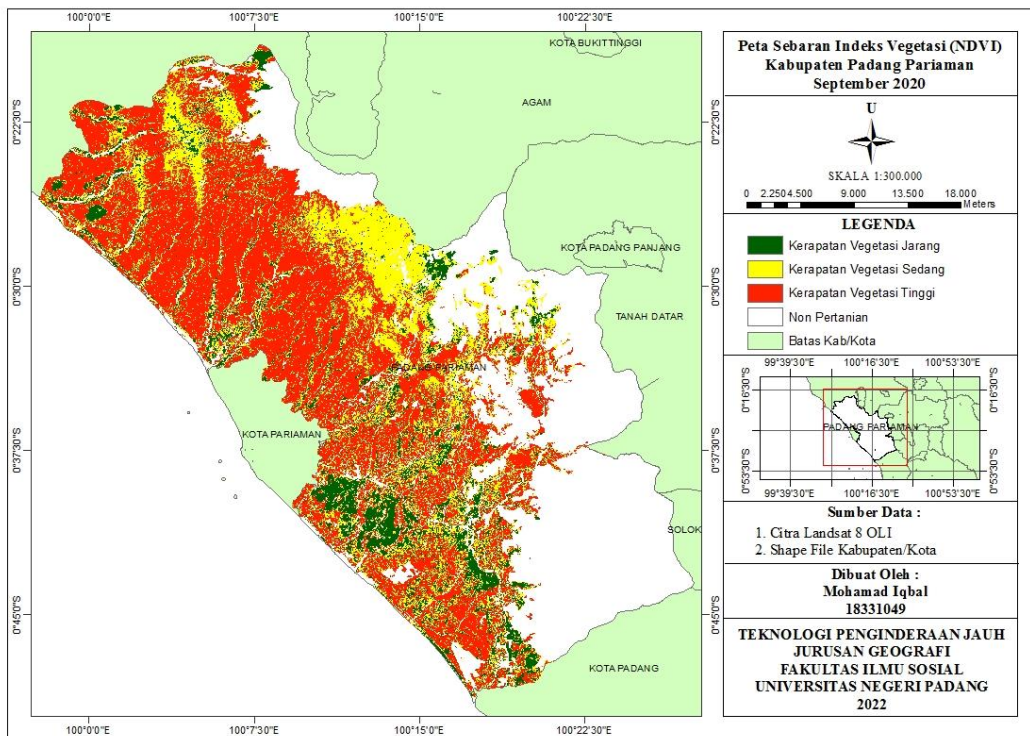 100°0'0"E 100°7'30"E 100°15'0"E 100°22'30"E
0°22'30"S
0°30'0"S
0°37'30"S
0°45'0"S
KOTA BUKITTINGGI
AGAM
KOTA PADANG PANJANG
TANAH DATAR
PADANG PARIAMAN
KOTA PARIAMAN
SOLOK
KOTA PADANG
0°22'30"S
0°30'0"S
0°37'30"S
0°45'0"S
100°0'0"E 100°7'30"E 100°15'0"E 100°22'30"E
Peta Sebaran Indeks Vegetasi (NDVI)
Kabupaten Padang Pariaman
September 2020
U
SKALA 1:300.000
0 2.250 4.500 9.000 13.500 18.000
Meters
LEGENDA
Kerapatan Vegetasi Jarang
Kerapatan Vegetasi Sedang
Kerapatan Vegetasi Tinggi
Non Pertanian
Batas Kab/Kota
99°39'30"E 100°16'30"E 100°53'30"E
0°16'30"S 0°16'30"S
PADANG PARIAMAN
0°53'30"S 0°53'30"S
99°39'30"E 100°16'30"E 100°53'30"E
Sumber Data :
1. Citra Landsat 8 OLI
2. Shape File Kabupaten/Kota
Dibuat Oleh :
Mohamad Iqbal
18331049
TEKNOLOGI PENGINDERAAN JAUH
JURUSAN GEOGRAFI
FAKULTAS ILMU SOSIAL
UNIVERSITAS NEGERI PADANG
2022